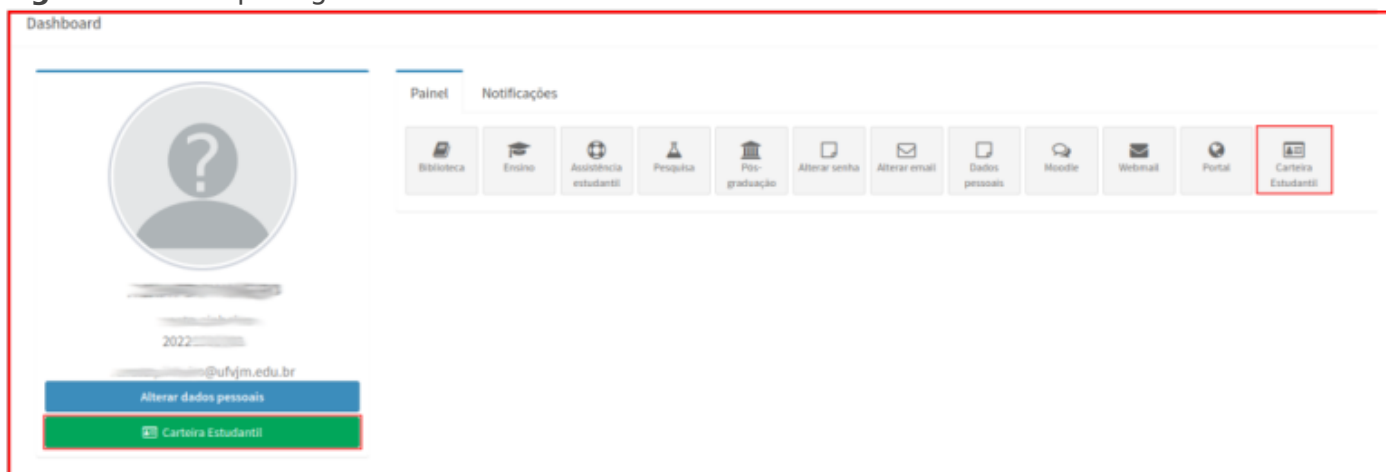 Dashboard
Painel Notificações
Biblioteca
Ensino
Assistência
estudantil
Pesquisa
Pós-
graduação
Alterar senha
Alterar email
Dados
pessoais
Moodle
Webmail
Portal
Carteira
Estudantil
2022
@ufvjm.edu.br
Alterar dados pessoais
Carteira Estudantil